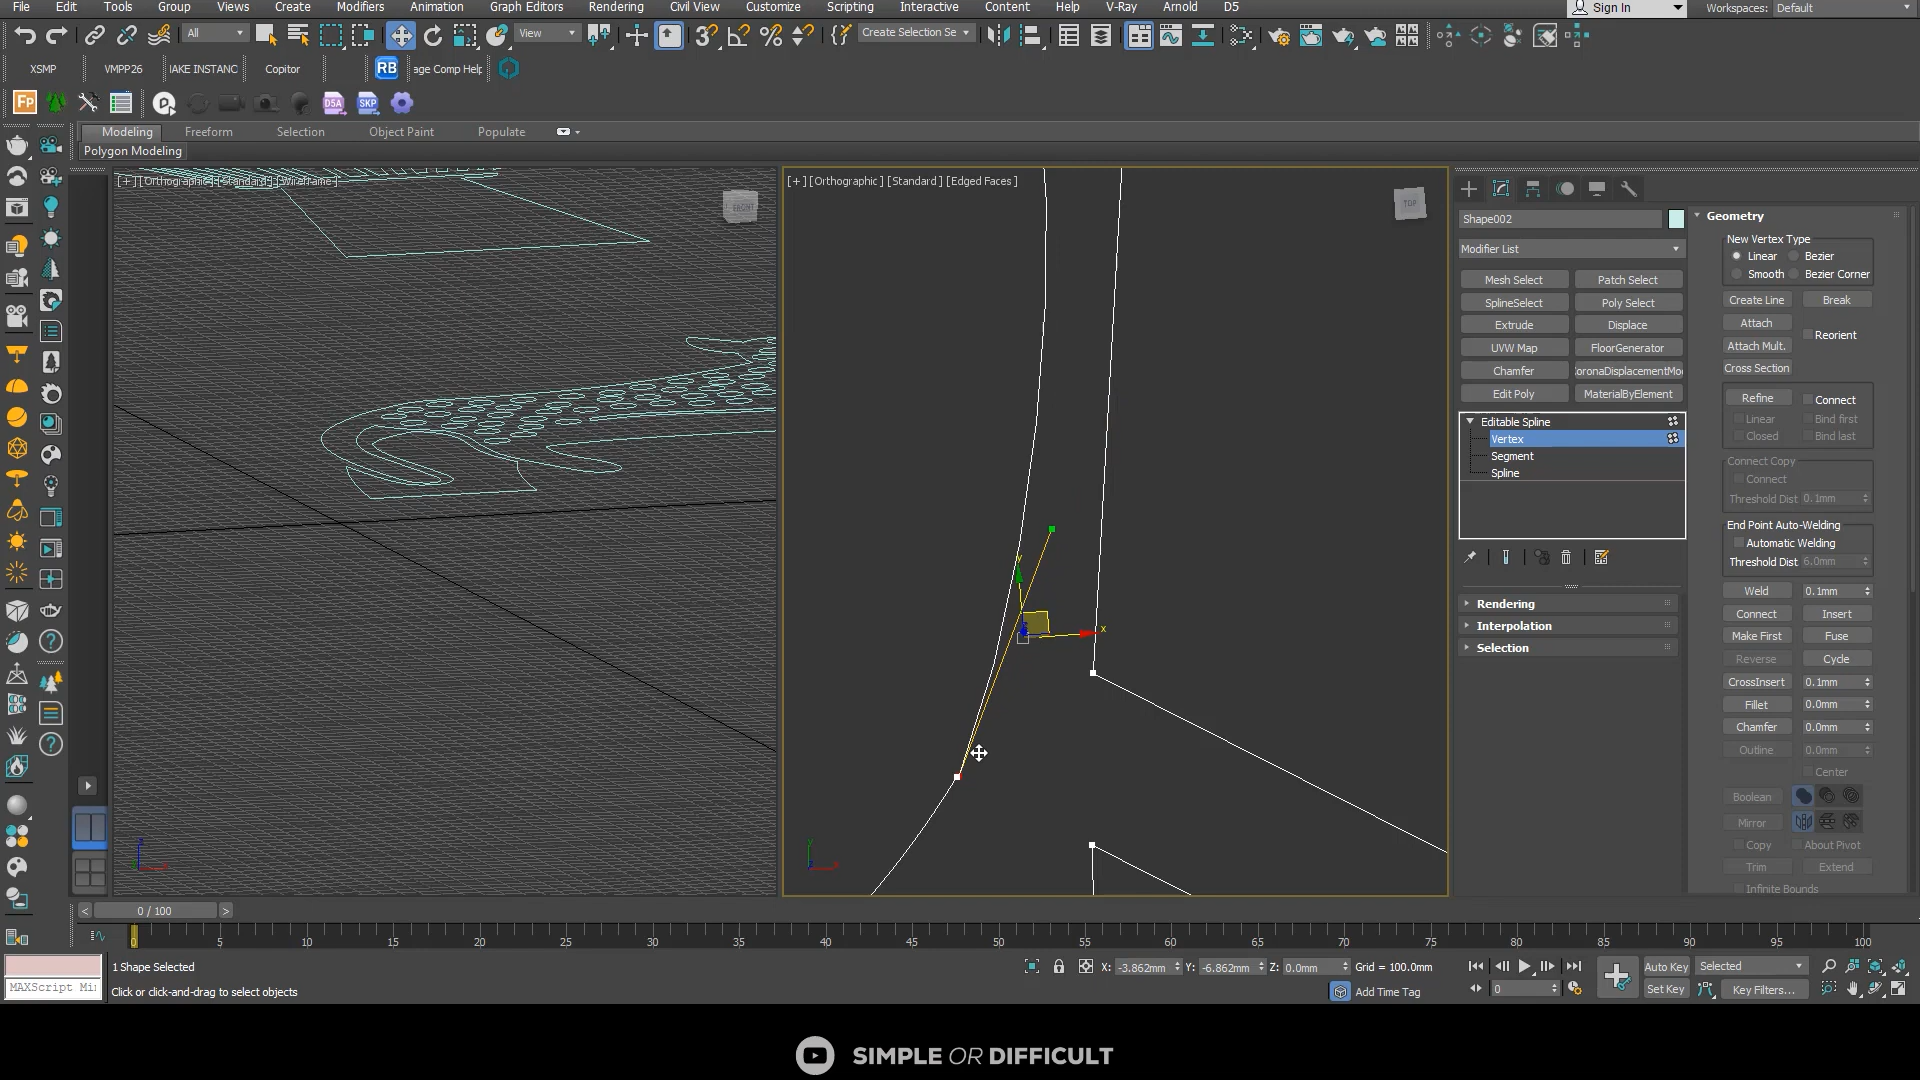 File Edit Tools Group Views Create Modifiers Animation Graph Editors Rendering Civil View Customize Scripting Interactive Content Help V-Ray Arnold D5 Sign In Workspaces: Default
All View Create Selection Se
XSMP VMPP26 IAKE INSTANC Copitor RB age Comp Help
Fp D5A SKP
Modeling Freeform Selection Object Paint Populate
Polygon Modeling
[+] [Orthographic] [Standard] [Wireframe]
FRONT
[+] [Orthographic] [Standard] [Edged Faces]
TOP
Shape002
Modifier List
Mesh Select Patch Select
SplineSelect Poly Select
Extrude Displace
UVW Map FloorGenerator
Chamfer CoronaDisplacementMo
Edit Poly MaterialByElement
Editable Spline
Vertex
Segment
Spline
Rendering
Interpolation
Selection
Geometry
New Vertex Type
Linear Bezier
Smooth Bezier Corner
Create Line Break
Attach
Reorient
Attach Mult.
Cross Section
Refine Connect
Linear Bind first
Closed Bind last
Connect Copy
Connect
Threshold Dist 0.1mm
End Point Auto-Welding
Automatic Welding
Threshold Dist 6.0mm
Weld 0.1mm
Connect Insert
Make First Fuse
Reverse Cycle
CrossInsert 0.1mm
Fillet 0.0mm
Chamfer 0.0mm
Outline 0.0mm
Center
Boolean
Mirror
Copy About Pivot
Trim Extend
Infinite Bounds
x
y
< 0 / 100 >
0 5 10 15 20 25 30 35 40 45 50 55 60 65 70 75 80 85 90 95 100
1 Shape Selected X: -3.862mm Y: -6.862mm Z: 0.0mm Grid = 100.0mm Auto Key Selected
MAXScript Mi Click or click-and-drag to select objects Add Time Tag 0 Set Key Key Filters...
SIMPLE OR DIFFICULT